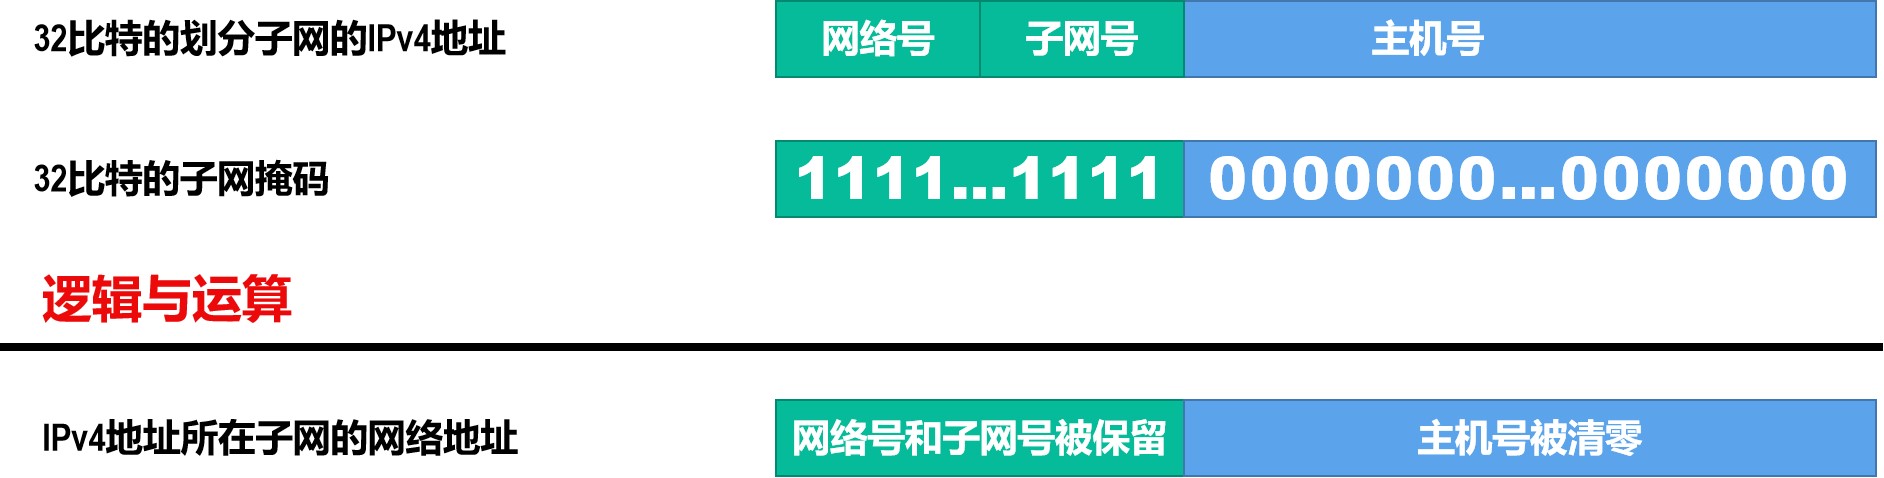 32比特的划分子网的IPv4地址 网络号 子网号 主机号
32比特的子网掩码 1111...1111 0000000...0000000
逻辑与运算
IPv4地址所在子网的网络地址 网络号和子网号被保留 主机号被清零